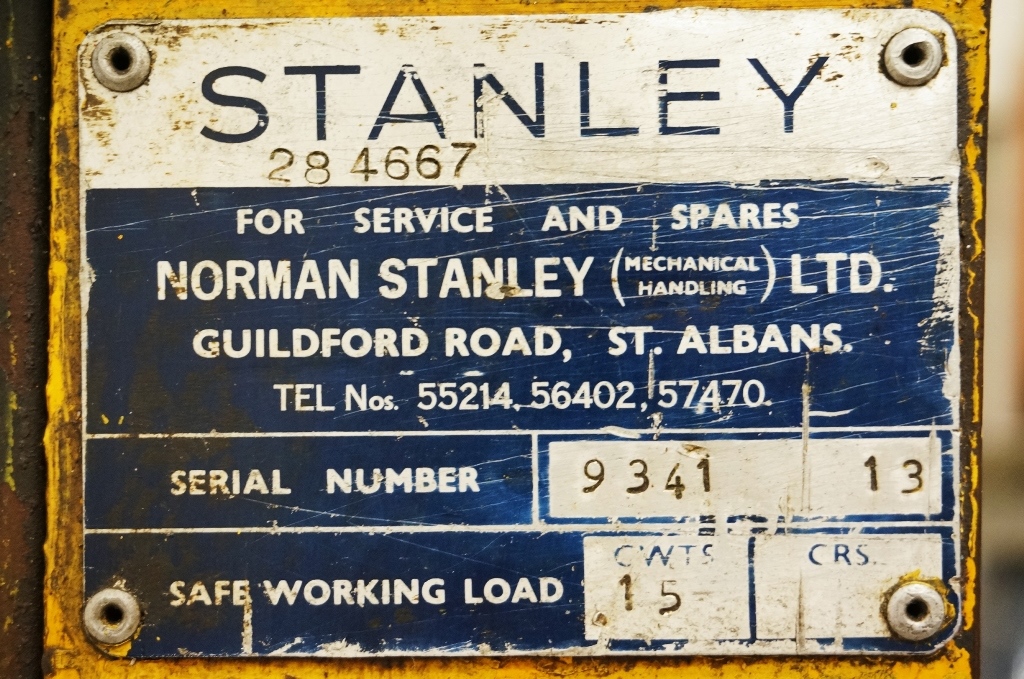 STANLEY
28 4667
FOR SERVICE AND SPARES
NORMAN STANLEY (MECHANICAL HANDLING) LTD.
GUILDFORD ROAD, ST. ALBANS.
TEL Nos. 55214, 56402, 57470.
SERIAL NUMBER 9341 13
CWTS CRS.
SAFE WORKING LOAD 15